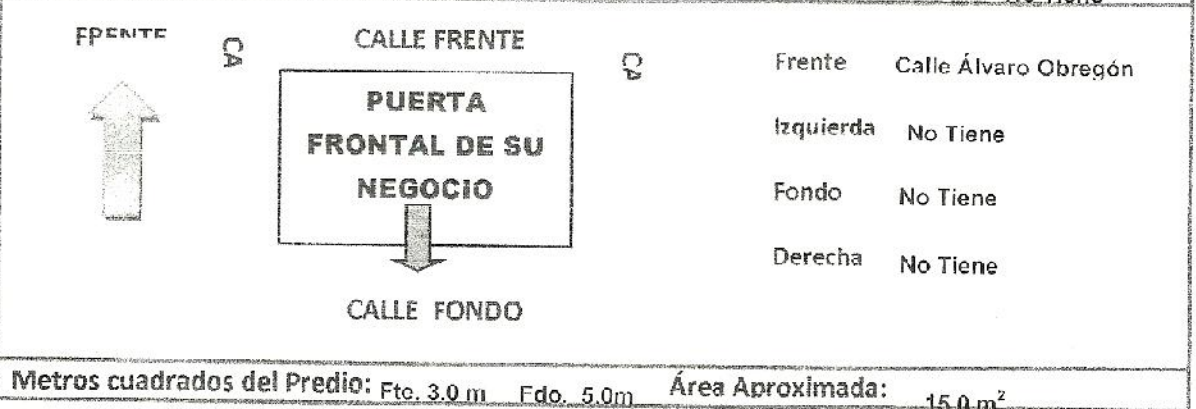 FRENTE
CA
CALLE FRENTE
CA
PUERTA
FRONTAL DE SU
NEGOCIO
CALLE FONDO
Frente Calle Álvaro Obregón
Izquierda No Tiene
Fondo No Tiene
Derecha No Tiene
Metros cuadrados del Predio: Fte. 3.0 m Fdo. 5.0m Área Aproximada: 15.0 m²